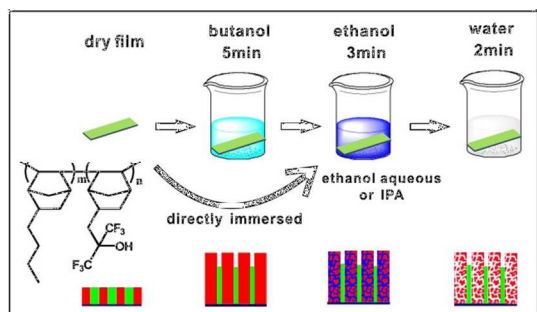 dry film
butanol
5min
ethanol
3min
water
2min
ethanol aqueous
or IPA
directly immersed
m
n
CF₃
OH
F₃C